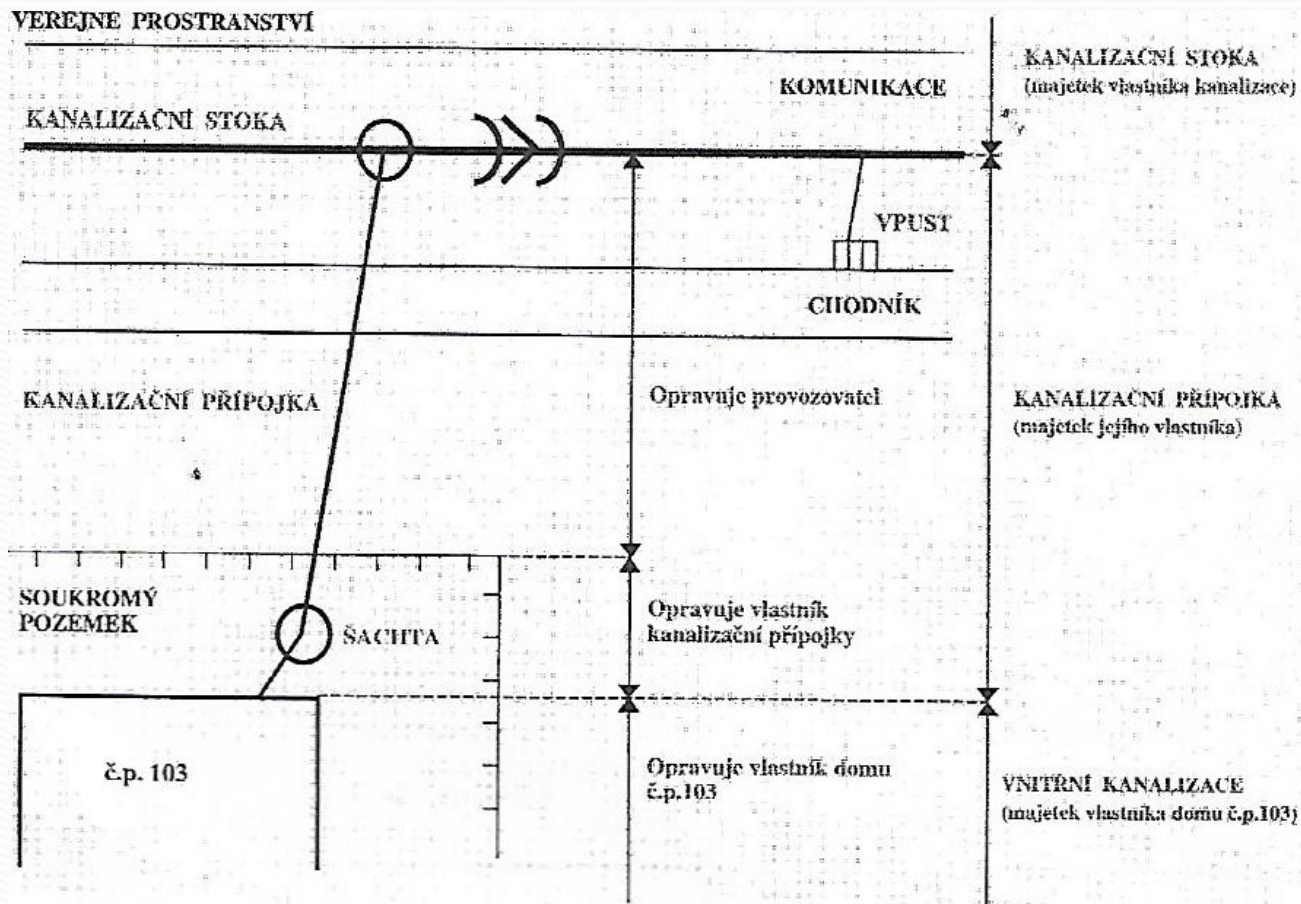 VEŘEJNÉ PROSTRANSTVÍ
KANALIZAČNÍ STOKA
(majetek vlastníka kanalizace)
KOMUNIKACE
KANALIZAČNÍ STOKA
VPUST
CHODNÍK
KANALIZAČNÍ PŘÍPOJKA
Opravuje provozovatel
KANALIZAČNÍ PŘÍPOJKA
(majetek jejího vlastníka)
SOUKROMÝ
POZEMEK
ŠACHTA
Opravuje vlastník
kanalizační přípojky
č.p. 103
Opravuje vlastník domu
č.p.103
VNITŘNÍ KANALIZACE
(majetek vlastníka domu č.p.103)